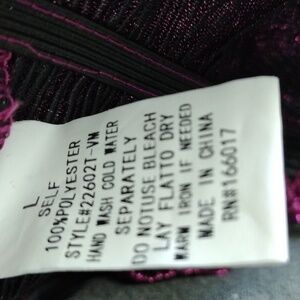 L
SELF
100%POLYESTER
STYLE#22602T-VM
HAND WASH COLD WATER
SEPARATELY
DO NOTUSE BLEACH
LAY FLATTO DRY
WARM IRON IF NEEDED
MADE IN CHINA
RN#166017